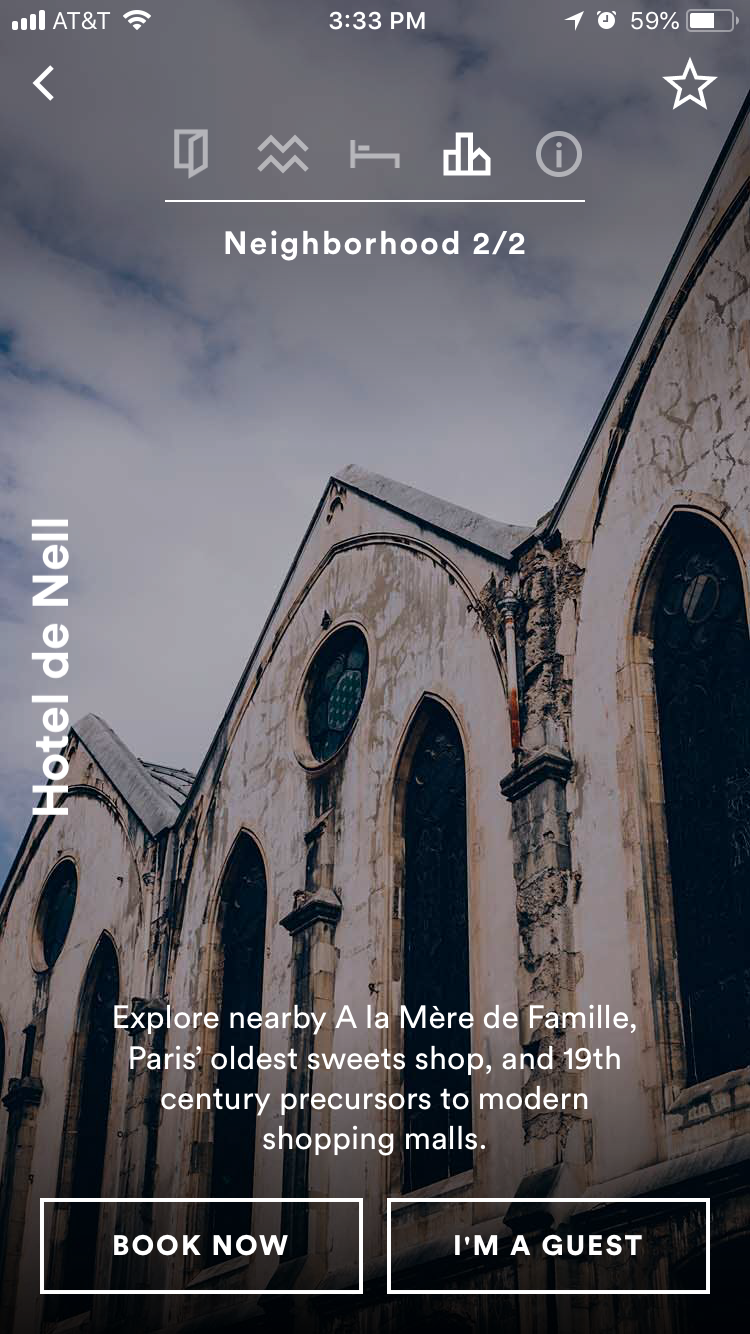 AT&T 3:33 PM 59%
Neighborhood 2/2
Hotel de Nell
Explore nearby A la Mère de Famille,
Paris’ oldest sweets shop, and 19th
century precursors to modern
shopping malls.
BOOK NOW
I'M A GUEST